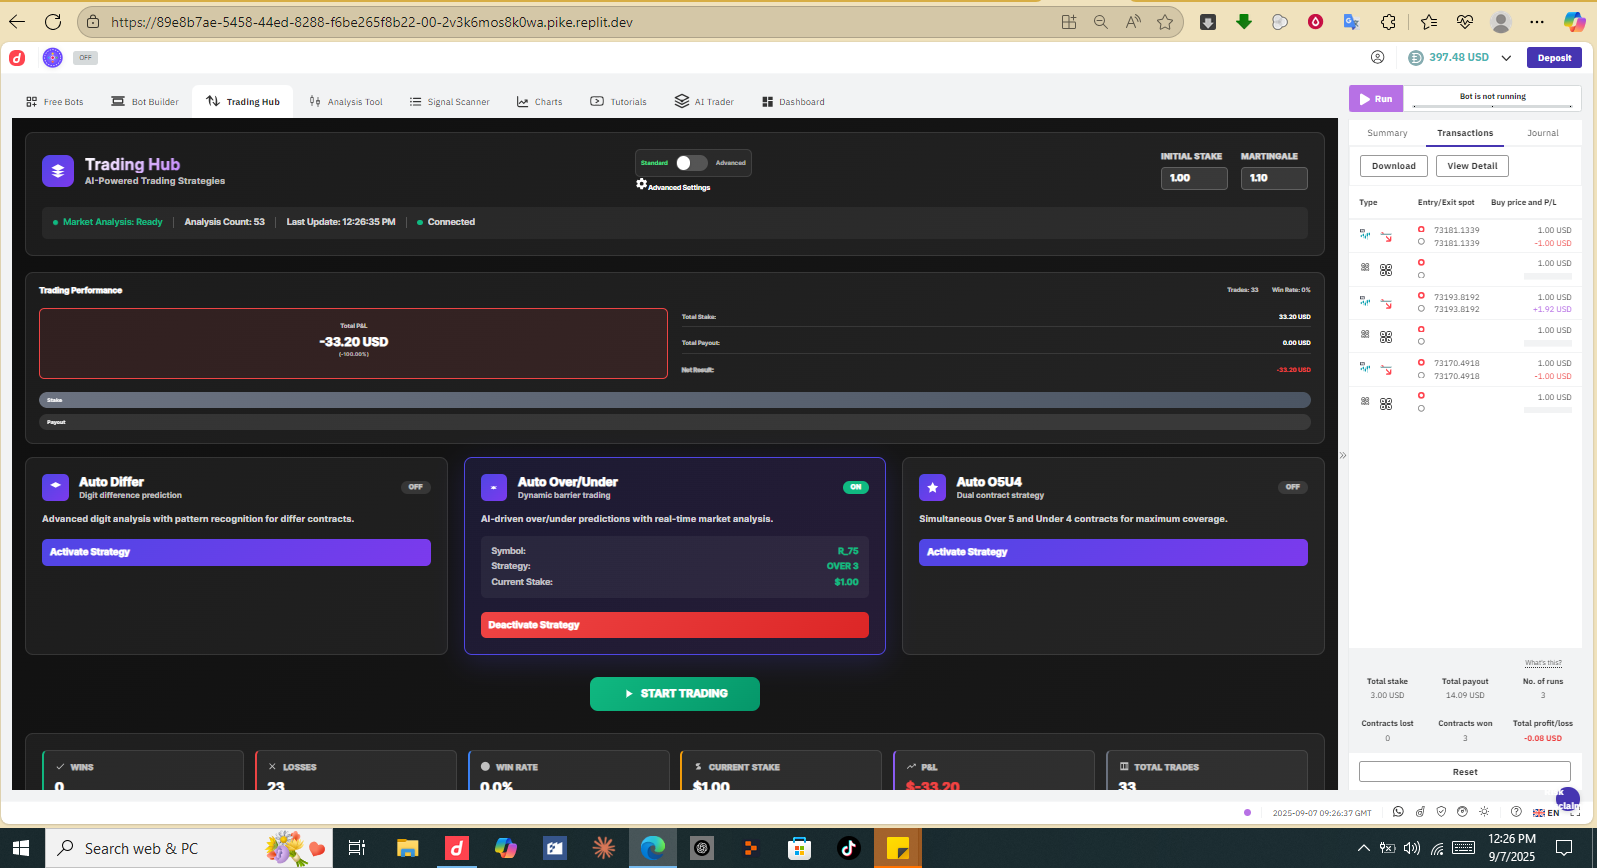 https://89e8b7ae-5458-44ed-8288-f6be265f8b22-00-2v3k6mos8k0wa.pike.replit.dev
OFF
397.48 USD
Deposit
Free Bots
Bot Builder
Trading Hub
Analysis Tool
Signal Scanner
Charts
Tutorials
AI Trader
Dashboard
Run
Bot is not running
Trading Hub
AI-Powered Trading Strategies
Standard
Advanced
Advanced Settings
INITIAL STAKE
MARTINGALE
1.00
1.10
Market Analysis: Ready
Analysis Count: 53
Last Update: 12:26:35 PM
Connected
Trading Performance
Trades: 33
Win Rate: 0%
Total P&L
-33.20 USD
(-100.00%)
Total Stake:
33.20 USD
Total Payout:
0.00 USD
Net Result:
-33.20 USD
Stake
Payout
Auto Differ
Digit difference prediction
OFF
Advanced digit analysis with pattern recognition for differ contracts.
Activate Strategy
Auto Over/Under
Dynamic barrier trading
ON
AI-driven over/under predictions with real-time market analysis.
Symbol:
R_75
Strategy:
OVER 3
Current Stake:
$1.00
Deactivate Strategy
Auto O5U4
Dual contract strategy
OFF
Simultaneous Over 5 and Under 4 contracts for maximum coverage.
Activate Strategy
START TRADING
WINS
0
LOSSES
23
WIN RATE
0.0%
CURRENT STAKE
$1.00
P&L
$-33.20
TOTAL TRADES
33
Summary
Transactions
Journal
Download
View Detail
Type
Entry/Exit spot
Buy price and P/L
73181.1339
1.00 USD
73181.1339
-1.00 USD
1.00 USD
73193.8192
1.00 USD
73193.8192
+1.92 USD
1.00 USD
73170.4918
1.00 USD
73170.4918
-1.00 USD
1.00 USD
What's this?
Total stake
Total payout
No. of runs
3.00 USD
14.09 USD
3
Contracts lost
Contracts won
Total profit/loss
0
3
-0.08 USD
Reset
2025-09-07 09:26:37 GMT
EN
Search web & PC
12:26 PM
9/7/2025